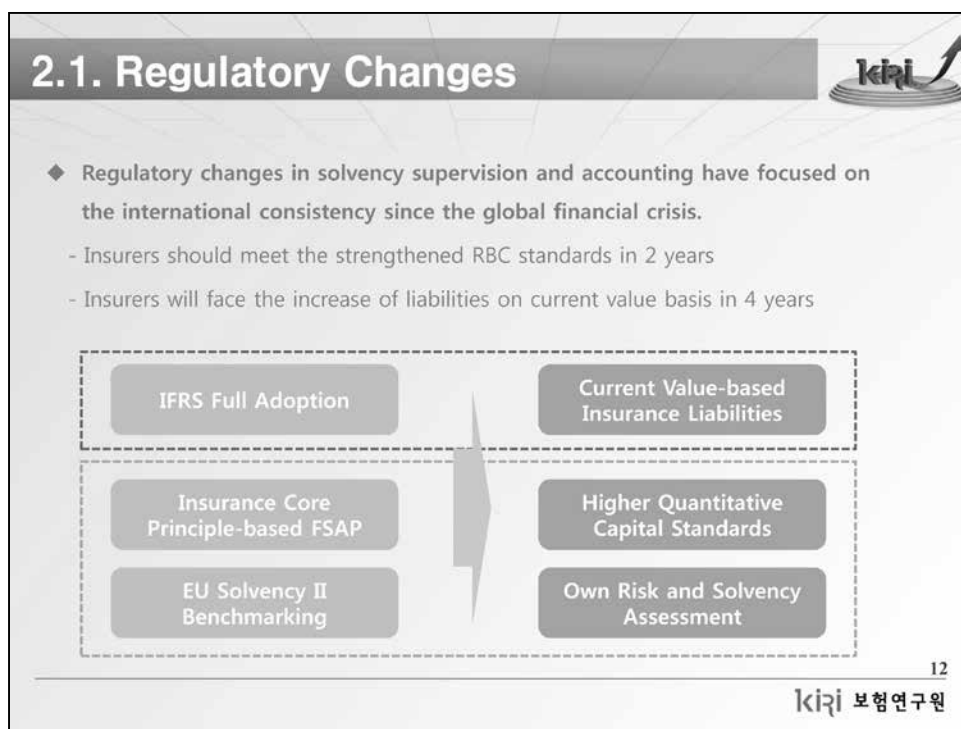 2.1. Regulatory Changes
kiri
◆ Regulatory changes in solvency supervision and accounting have focused on
the international consistency since the global financial crisis.
- Insurers should meet the strengthened RBC standards in 2 years
- Insurers will face the increase of liabilities on current value basis in 4 years
IFRS Full Adoption
Current Value-based
Insurance Liabilities
Insurance Core
Principle-based FSAP
Higher Quantitative
Capital Standards
EU Solvency II
Benchmarking
Own Risk and Solvency
Assessment
12
kiri 보험연구원